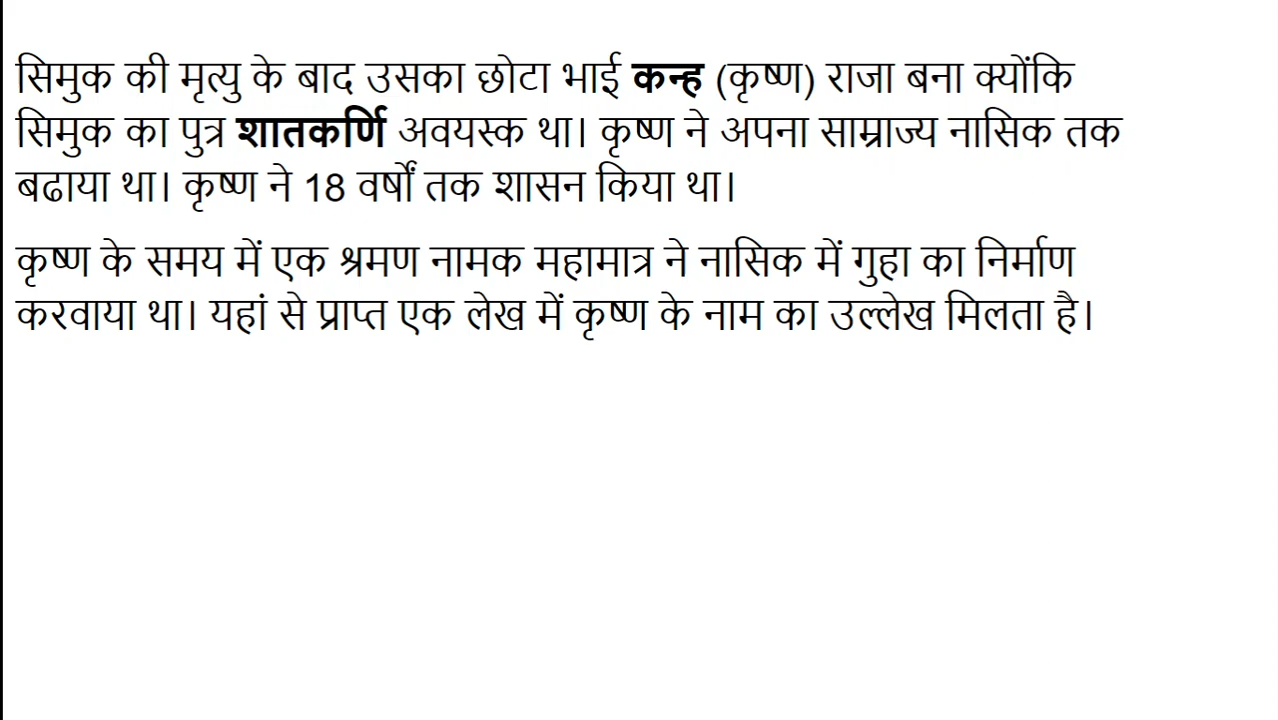 सिमुक की मृत्यु के बाद उसका छोटा भाई कन्ह (कृष्ण) राजा बना क्योंकि
सिमुक का पुत्र शातकर्णि अवयस्क था। कृष्ण ने अपना साम्राज्य नासिक तक
बढाया था। कृष्ण ने 18 वर्षों तक शासन किया था।
कृष्ण के समय में एक श्रमण नामक महामात्र ने नासिक में गुहा का निर्माण
करवाया था। यहां से प्राप्त एक लेख में कृष्ण के नाम का उल्लेख मिलता है।